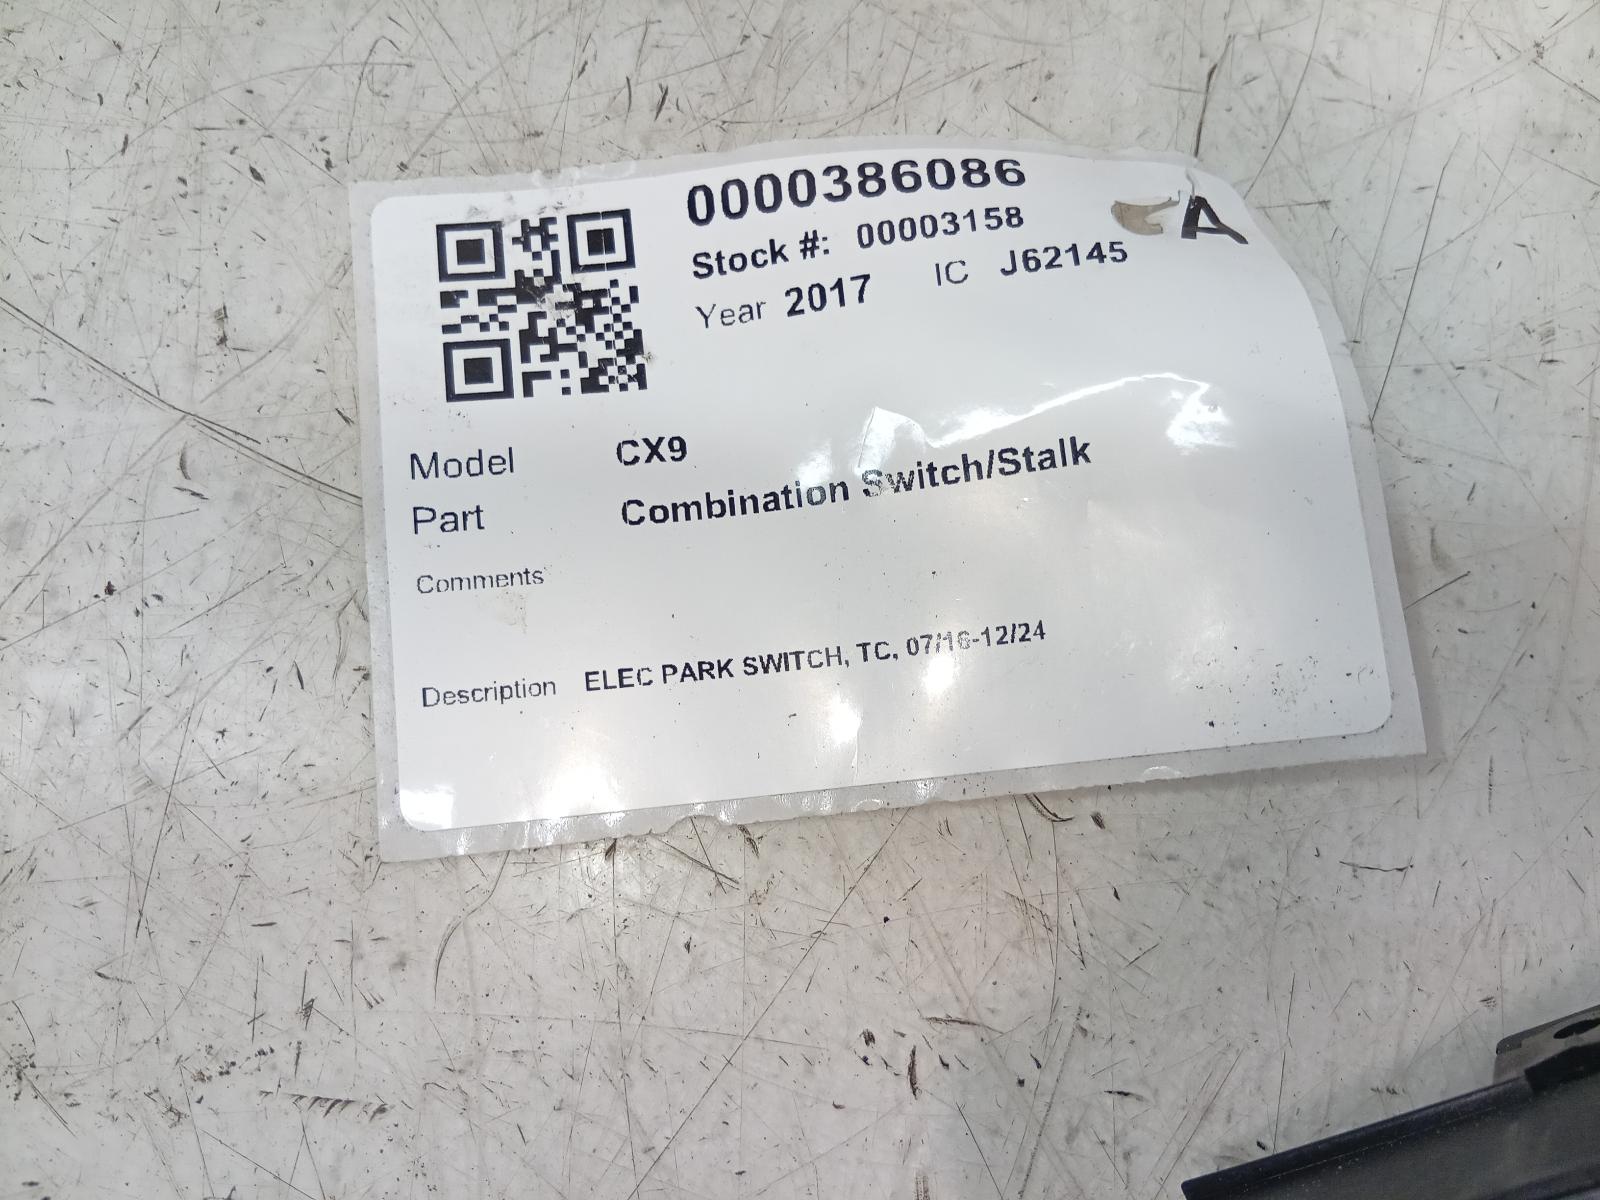 0000386086
Stock #: 00003158
A
Year 2017 IC J62145
Model CX9
Part Combination Switch/Stalk
Comments
Description ELEC PARK SWITCH, TC, 07/16-12/24